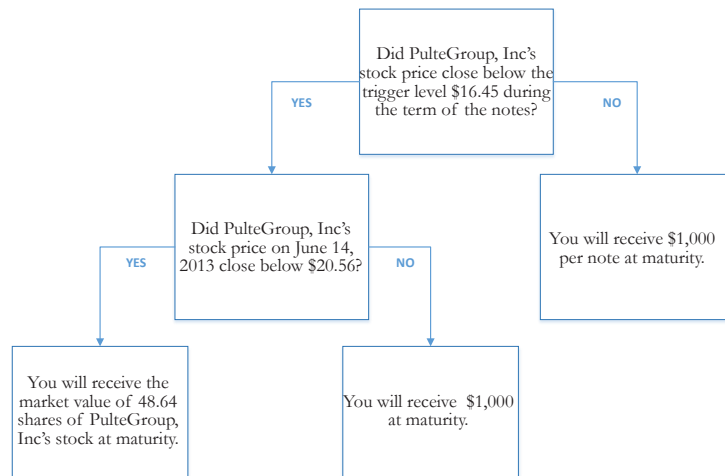 Did PulteGroup, Inc's
stock price close below the
trigger level $16.45 during
the term of the notes?
YES
NO
Did PulteGroup, Inc's
stock price on June 14,
2013 close below $20.56?
You will receive $1,000
per note at maturity.
YES
NO
You will receive the
market value of 48.64
shares of PulteGroup,
Inc's stock at maturity.
You will receive $1,000
at maturity.